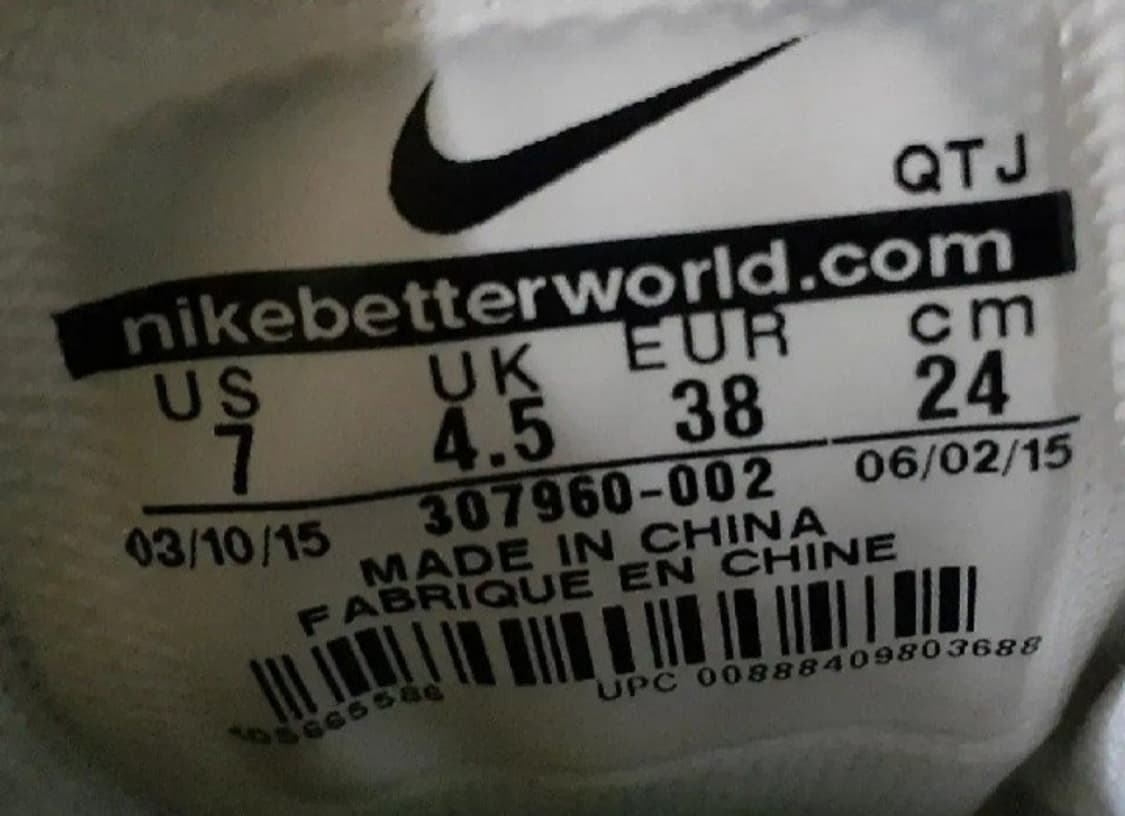 QTJ
nikebetterworld.com
US UK EUR cm
7 4.5 38 24
03/10/15 307960-002 06/02/15
MADE IN CHINA
FABRIQUE EN CHINE
UPC 00888409803688